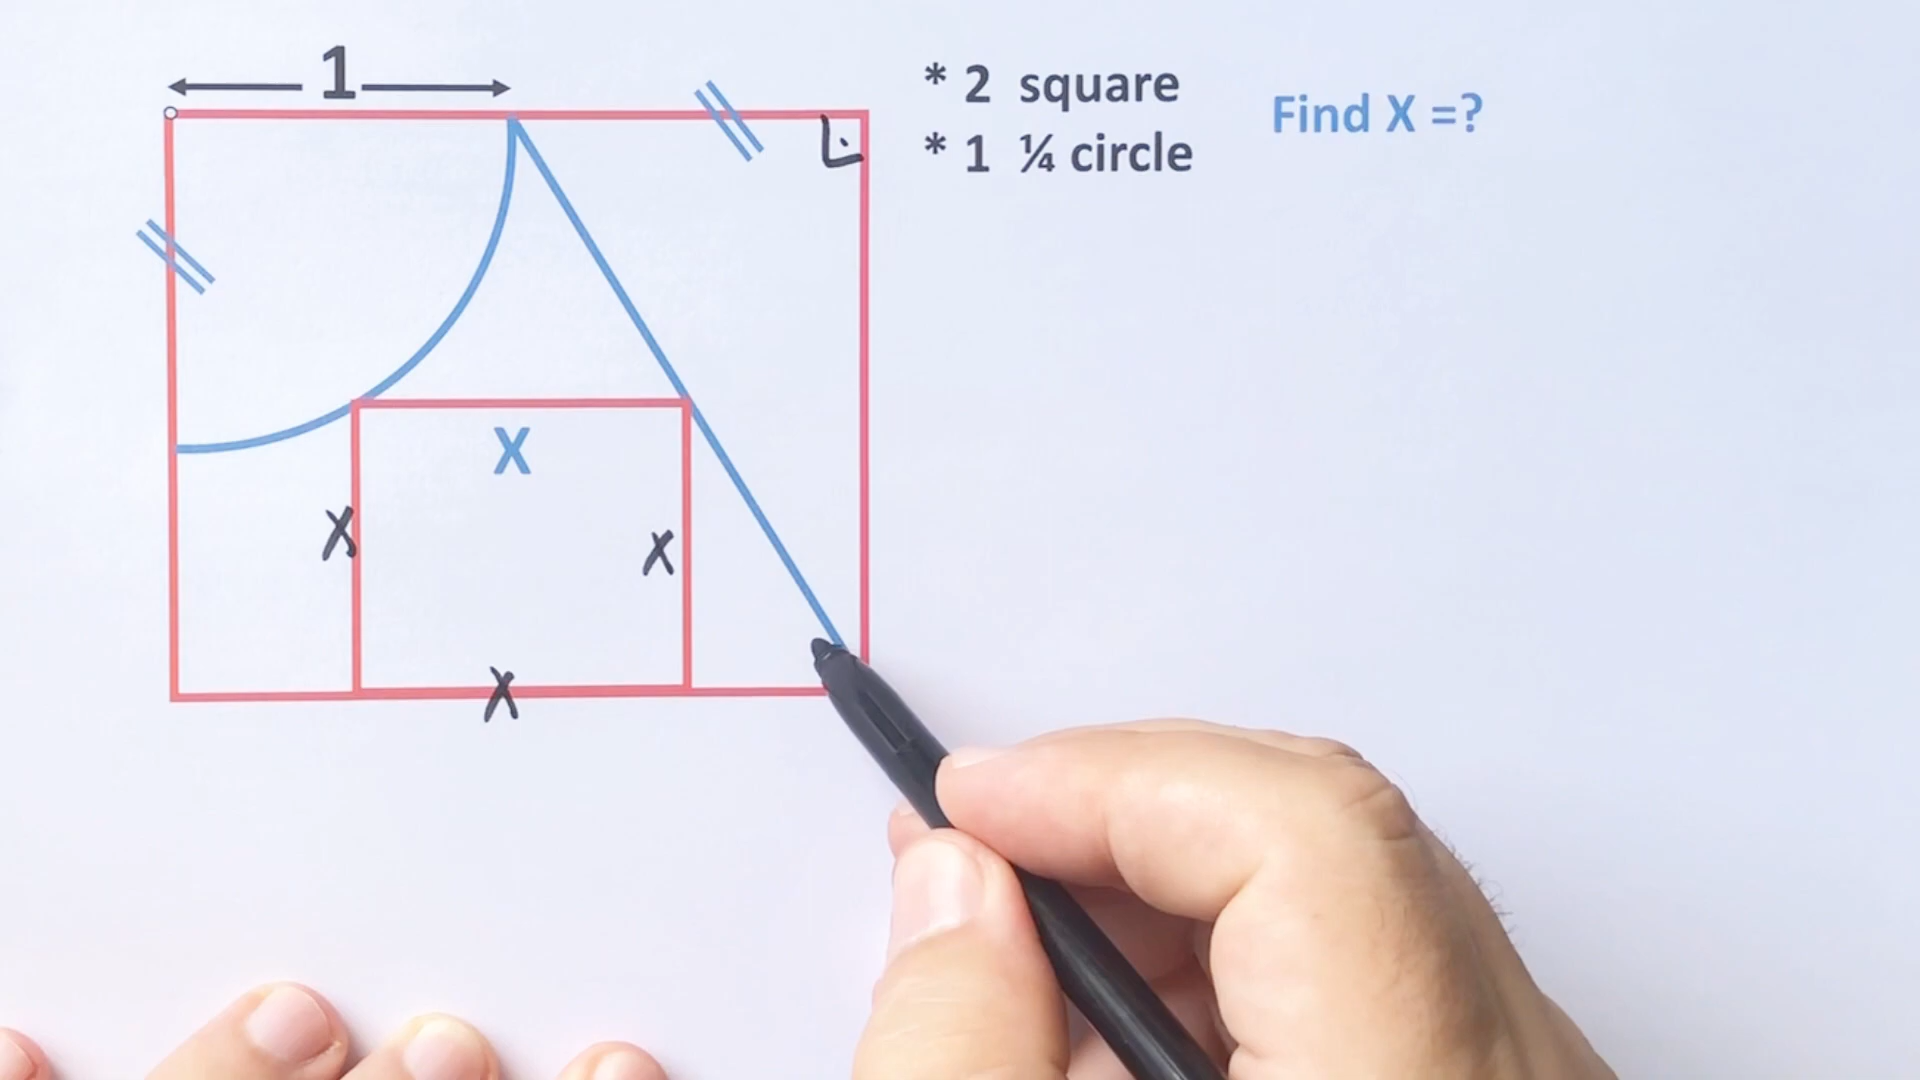 1
* 2 square
* 1 ¼ circle
Find X =?
X
X
X
X